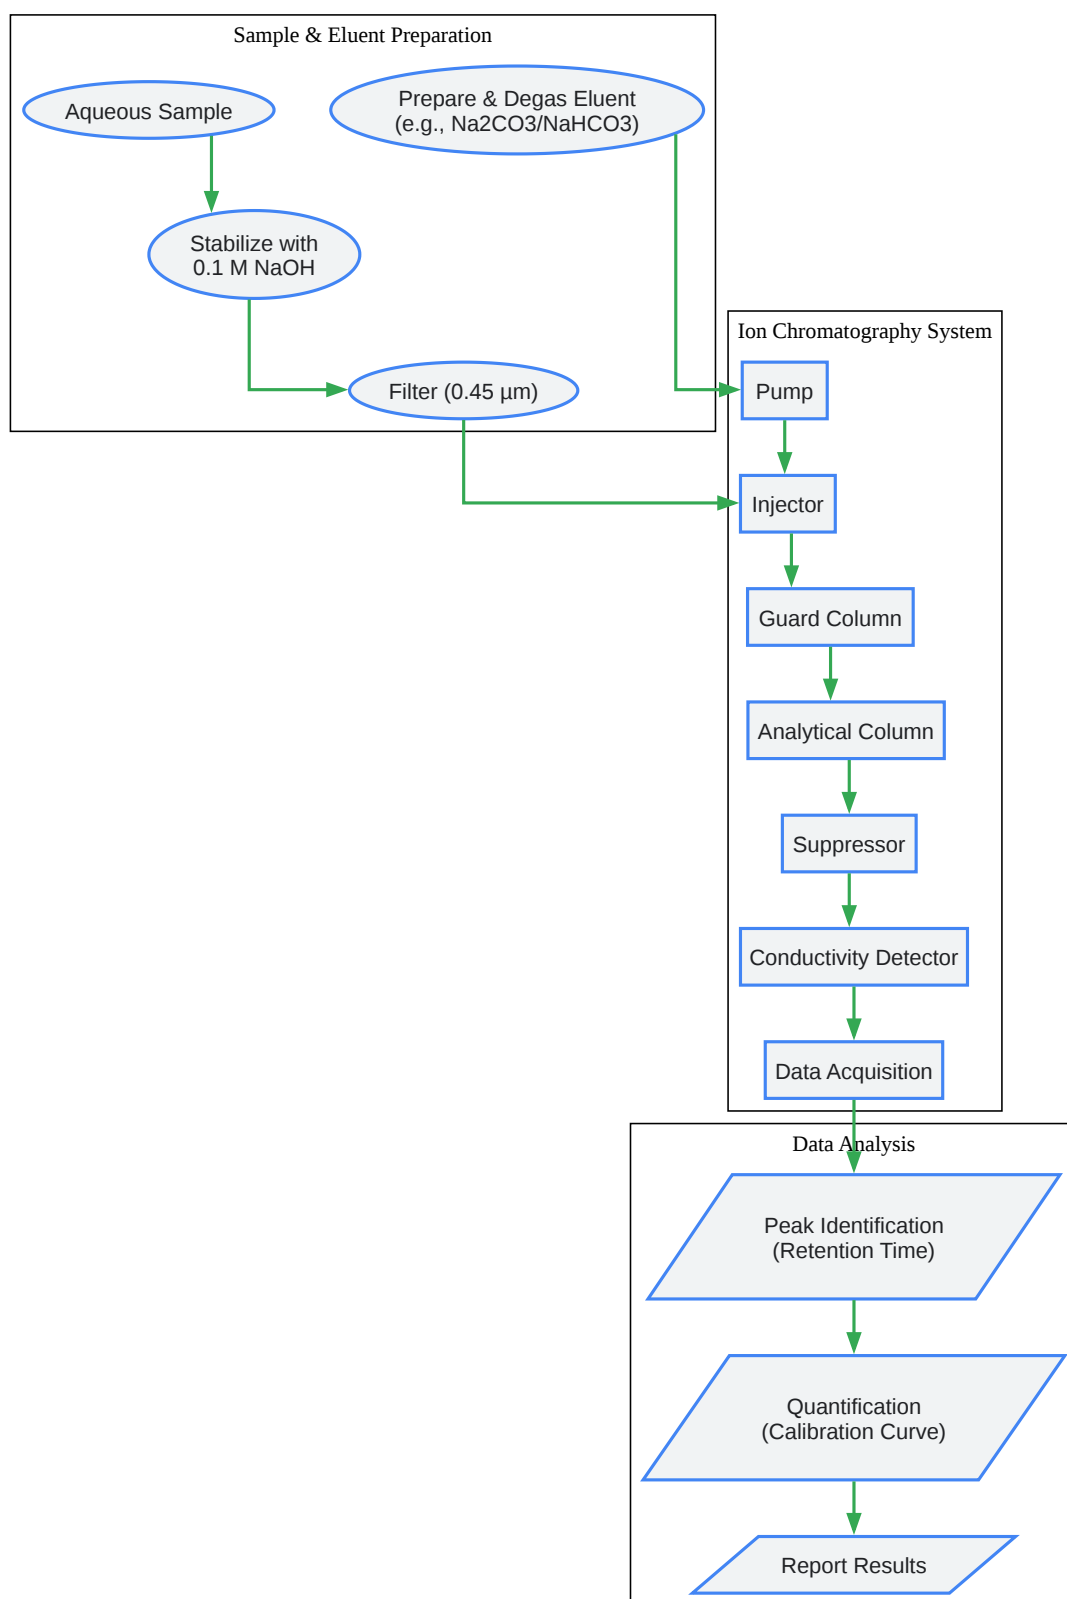 Sample & Eluent Preparation
Aqueous Sample
Prepare & Degas Eluent
(e.g., Na2CO3/NaHCO3)
Stabilize with
0.1 M NaOH
Filter (0.45 µm)
Ion Chromatography System
Pump
Injector
Guard Column
Analytical Column
Suppressor
Conductivity Detector
Data Acquisition
Data Analysis
Peak Identification
(Retention Time)
Quantification
(Calibration Curve)
Report Results